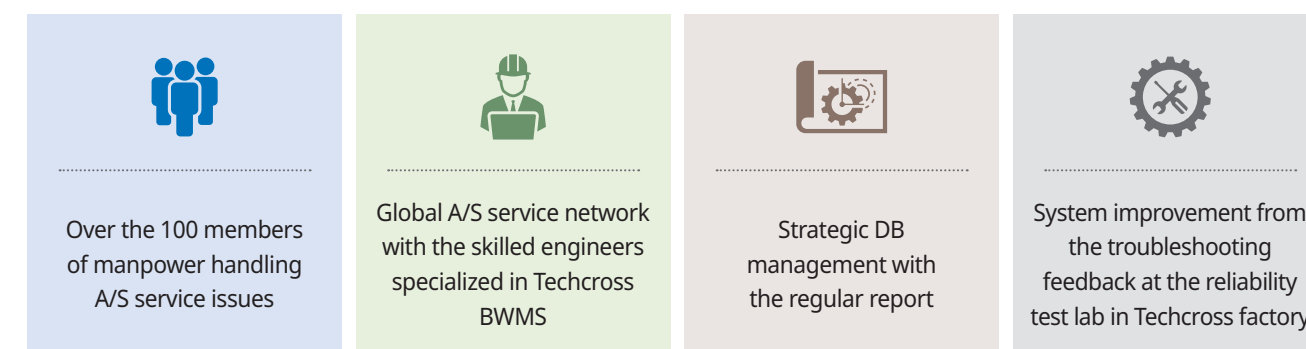 Over the 100 members
of manpower handling
A/S service issues
Global A/S service network
with the skilled engineers
specialized in Techcross
BWMS
Strategic DB
management with
the regular report
System improvement from
the troubleshooting
feedback at the reliability
test lab in Techcross factory